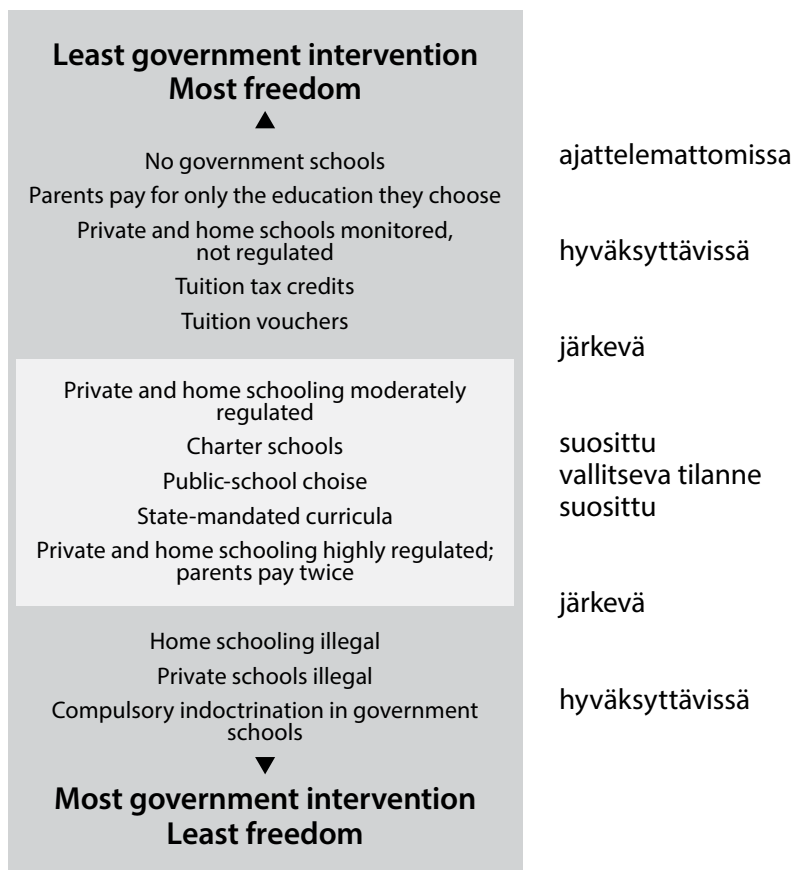 Least government intervention
Most freedom
▲
No government schools
Parents pay for only the education they choose
Private and home schools monitored,
not regulated
Tuition tax credits
Tuition vouchers
Private and home schooling moderately
regulated
Charter schools
Public-school choise
State-mandated curricula
Private and home schooling highly regulated;
parents pay twice
Home schooling illegal
Private schools illegal
Compulsory indoctrination in government
schools
▼
Most government intervention
Least freedom
ajattelemattomissa
hyväksyttävissä
järkevä
suosittu
vallitseva tilanne
suosittu
järkevä
hyväksyttävissä